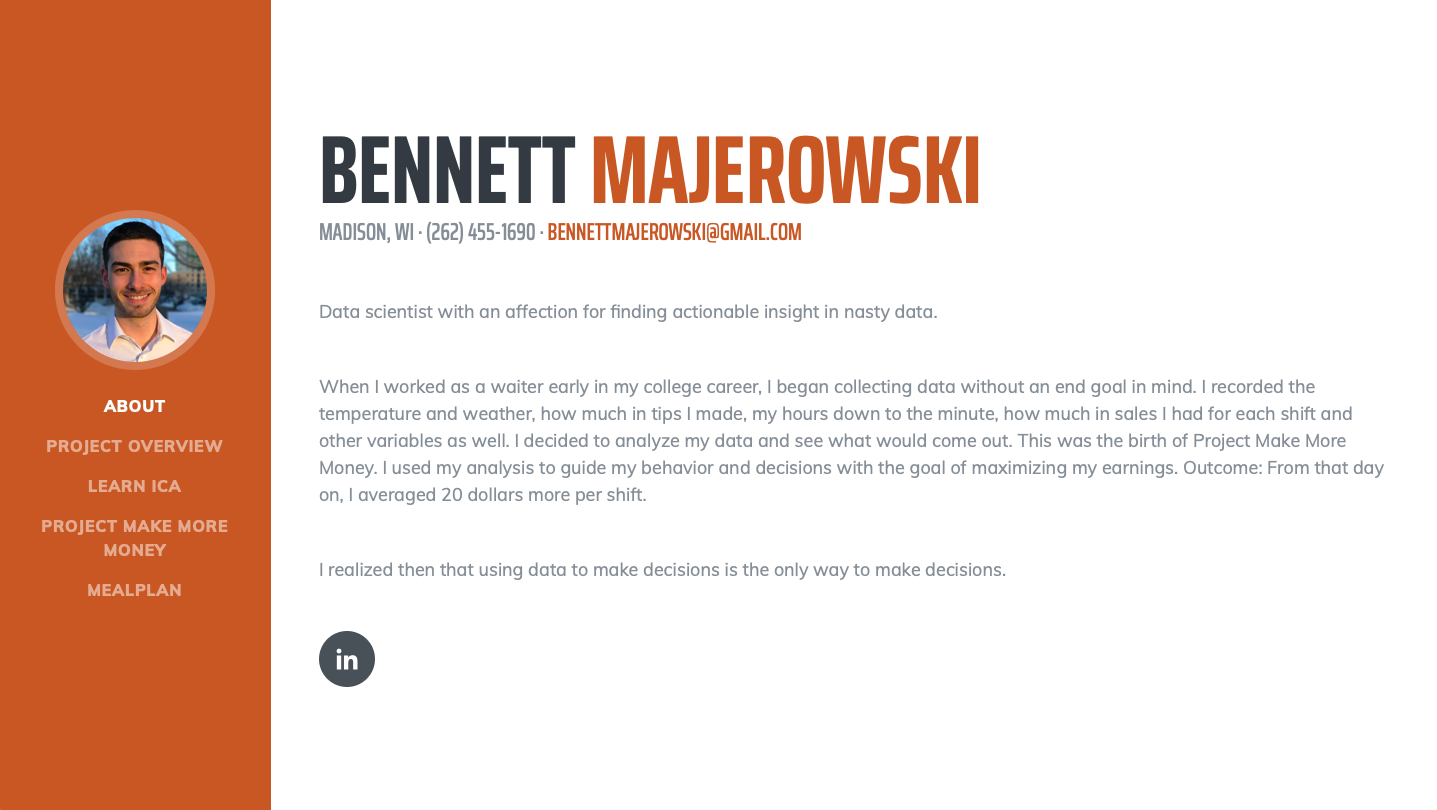 ABOUT
PROJECT OVERVIEW
LEARN ICA
PROJECT MAKE MORE
MONEY
MEALPLAN
BENNETT MAJEROWSKI
MADISON, WI · (262) 455-1690 · BENNETTMAJEROWSKI@GMAIL.COM
Data scientist with an affection for finding actionable insight in nasty data.
When I worked as a waiter early in my college career, I began collecting data without an end goal in mind. I recorded the
temperature and weather, how much in tips I made, my hours down to the minute, how much in sales I had for each shift and
other variables as well. I decided to analyze my data and see what would come out. This was the birth of Project Make More
Money. I used my analysis to guide my behavior and decisions with the goal of maximizing my earnings. Outcome: From that day
on, I averaged 20 dollars more per shift.
I realized then that using data to make decisions is the only way to make decisions.
in